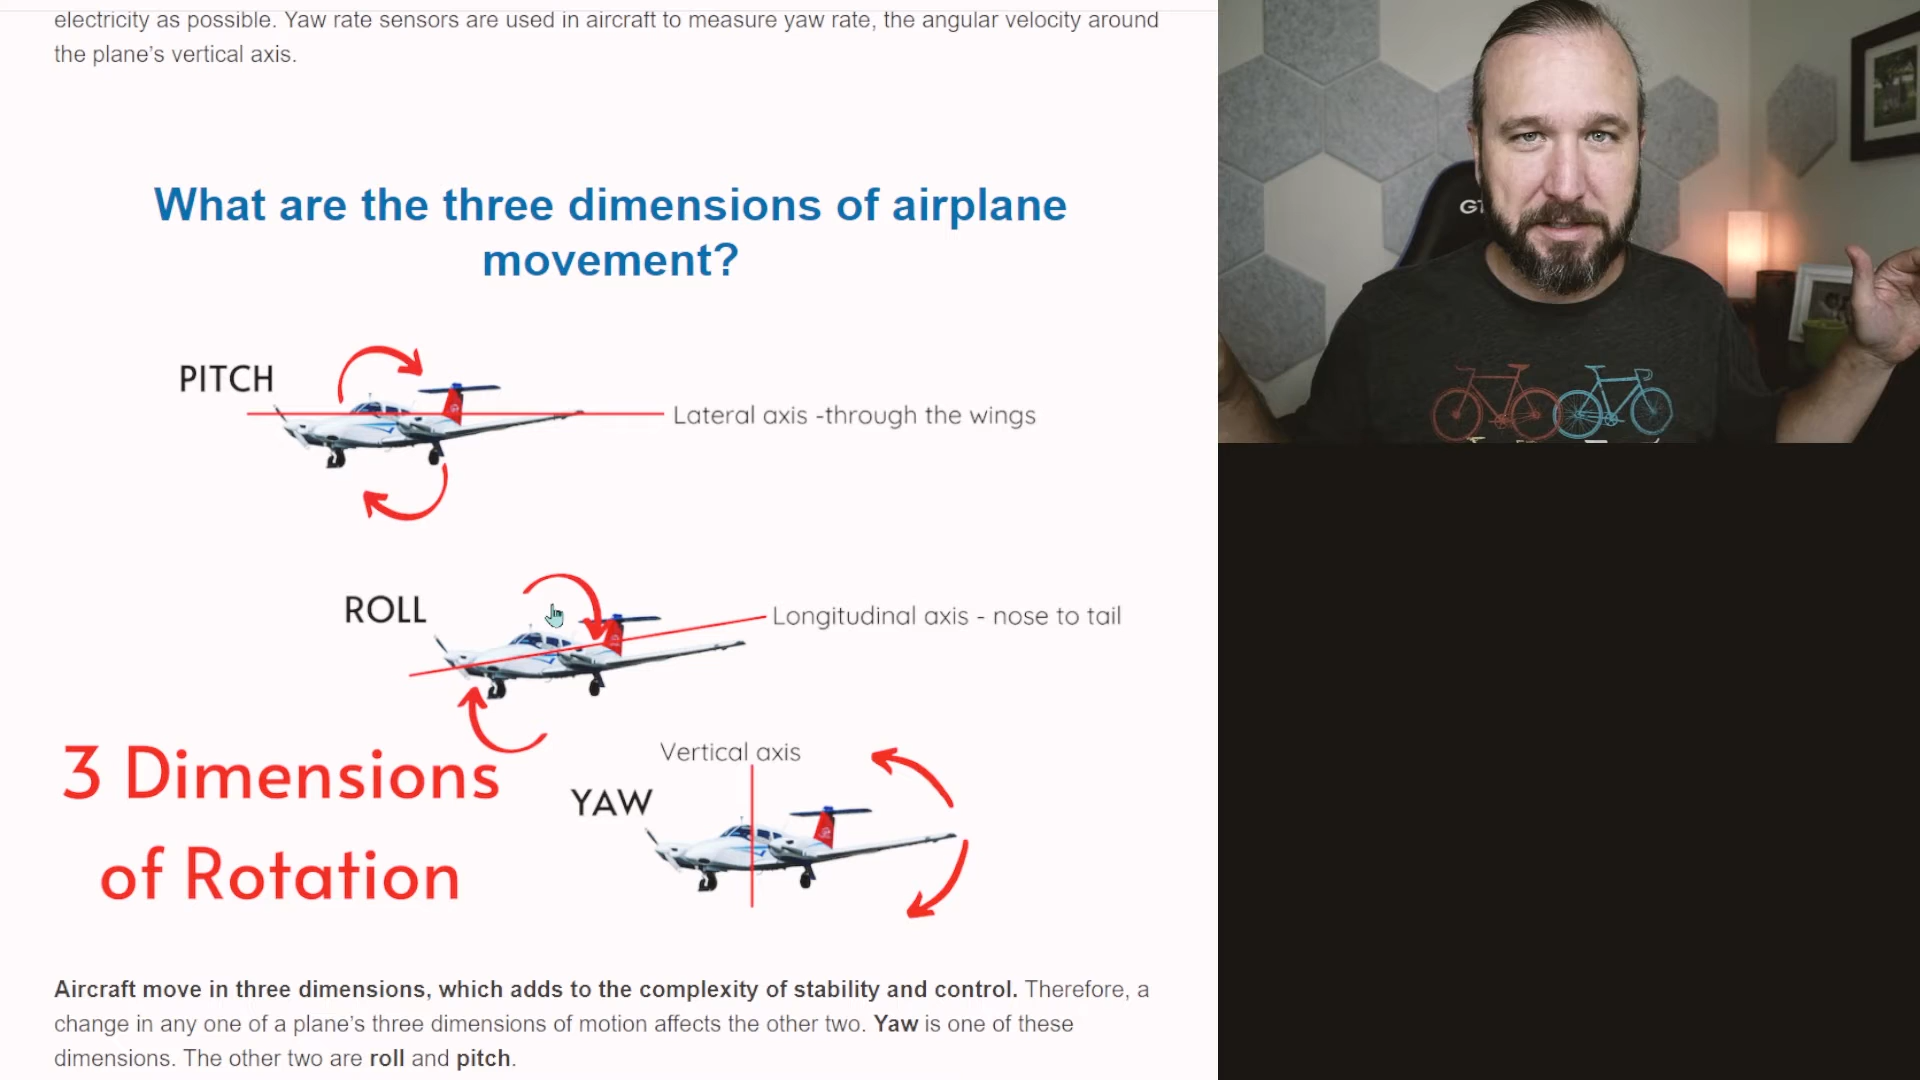 electricity as possible. Yaw rate sensors are used in aircraft to measure yaw rate, the angular velocity around
the plane’s vertical axis.
What are the three dimensions of airplane
movement?
PITCH
Lateral axis -through the wings
ROLL
Longitudinal axis - nose to tail
3 Dimensions
of Rotation
Vertical axis
YAW
Aircraft move in three dimensions, which adds to the complexity of stability and control. Therefore, a
change in any one of a plane’s three dimensions of motion affects the other two. Yaw is one of these
dimensions. The other two are roll and pitch.